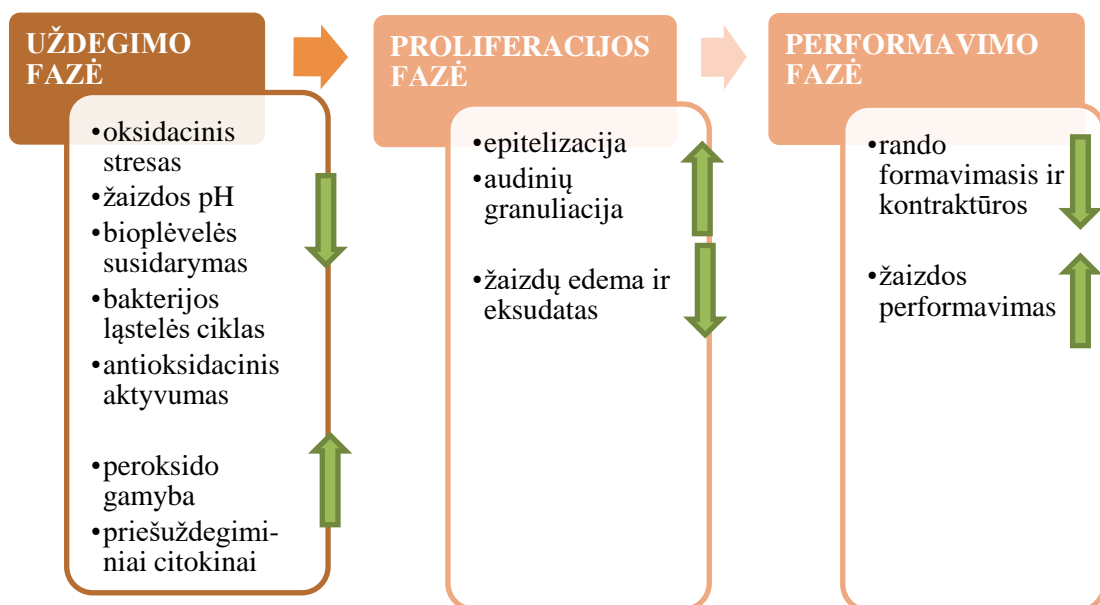 UŽDEGIMO
FAZĖ
•oksidacinis
stresas
•žaizdos pH
•bioplėvelės
susidarymas
•bakterijos
ląstelės ciklas
•antioksidacinis
aktyvumas
•peroksido
gamyba
•priešuždegimi-
niai citokinai
PROLIFERACIJOS
FAZĖ
•epitelizacija
•audinių
granuliacija
•žaizdų edema ir
eksudatas
PERFORMAVIMO
FAZĖ
•rando
formavimasis ir
kontraktūros
•žaizdos
performavimas